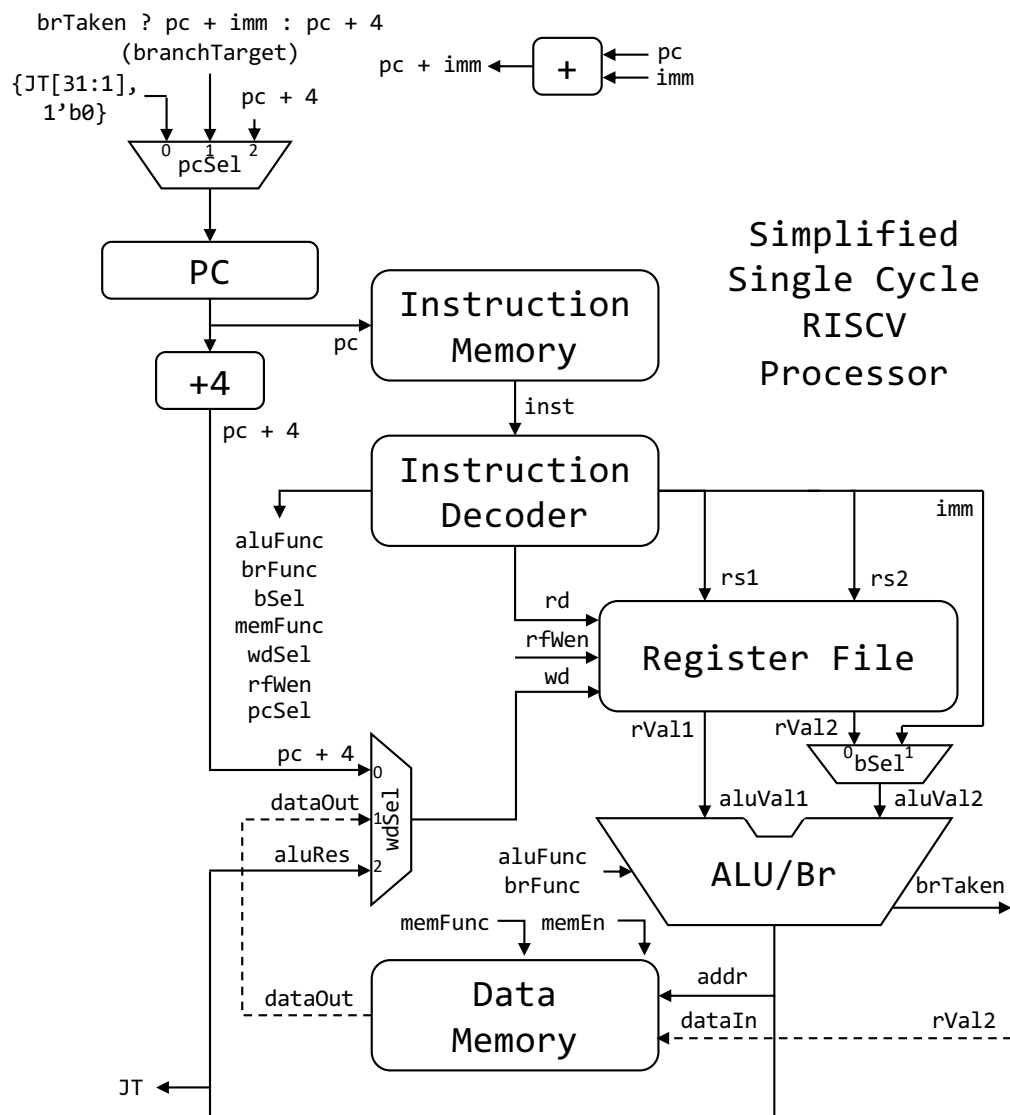 brTaken ? pc + imm : pc + 4
(branchTarget)
{JT[31:1],
1’b0}
pc + 4
0 1 2
pcSel
pc + imm
+
pc
imm
Simplified
Single Cycle
RISCV
Processor
PC
pc
Instruction
Memory
+4
pc + 4
inst
Instruction
Decoder
imm
aluFunc
brFunc
bSel
memFunc
wdSel
rfWen
pcSel
rs1
rs2
rd
rfWen
wd
Register File
rVal1
rVal2
0 1
bSel
pc + 4
0
dataOut
1
wdSel
aluRes
2
aluVal1
aluVal2
aluFunc
brFunc
ALU/Br
brTaken
memFunc
memEn
Data
Memory
addr
dataIn
rVal2
dataOut
JT